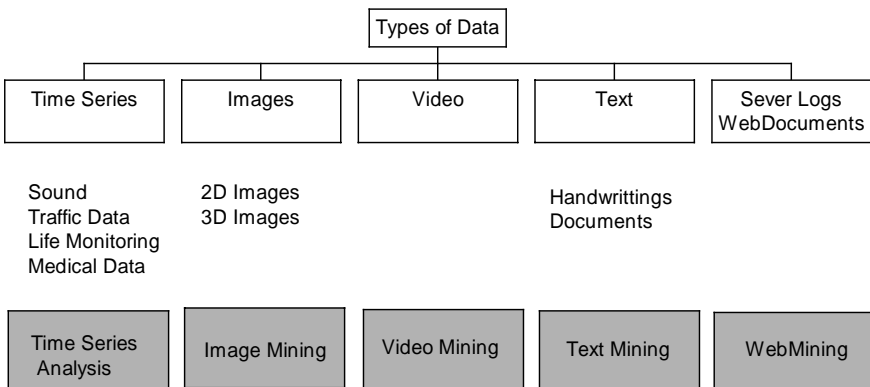 Types of Data
Time Series
Images
Video
Text
Sever Logs
WebDocuments
Sound
Traffic Data
Life Monitoring
Medical Data
2D Images
3D Images
Handwrittings
Documents
Time Series
Analysis
Image Mining
Video Mining
Text Mining
WebMining